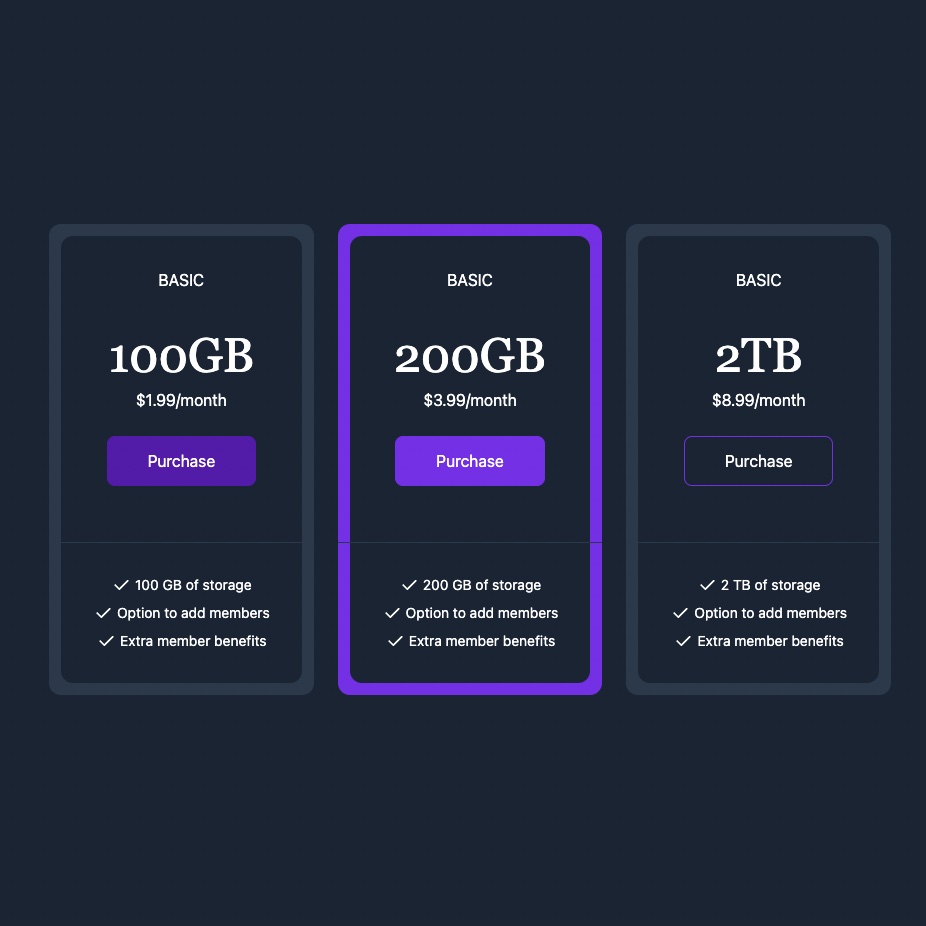 BASIC
100GB
$1.99/month
Purchase
100 GB of storage
Option to add members
Extra member benefits
BASIC
200GB
$3.99/month
Purchase
200 GB of storage
Option to add members
Extra member benefits
BASIC
2TB
$8.99/month
Purchase
2 TB of storage
Option to add members
Extra member benefits